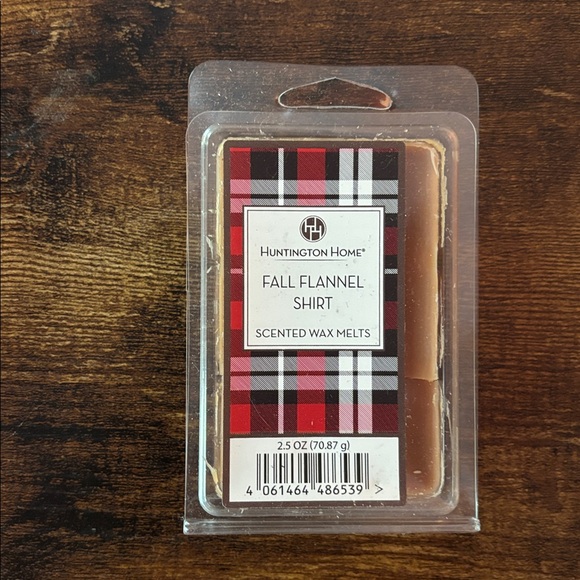 HH
HUNTINGTON HOME®
FALL FLANNEL
SHIRT
SCENTED WAX MELTS
2.5 OZ (70.87 g)
4 061464 486539 >